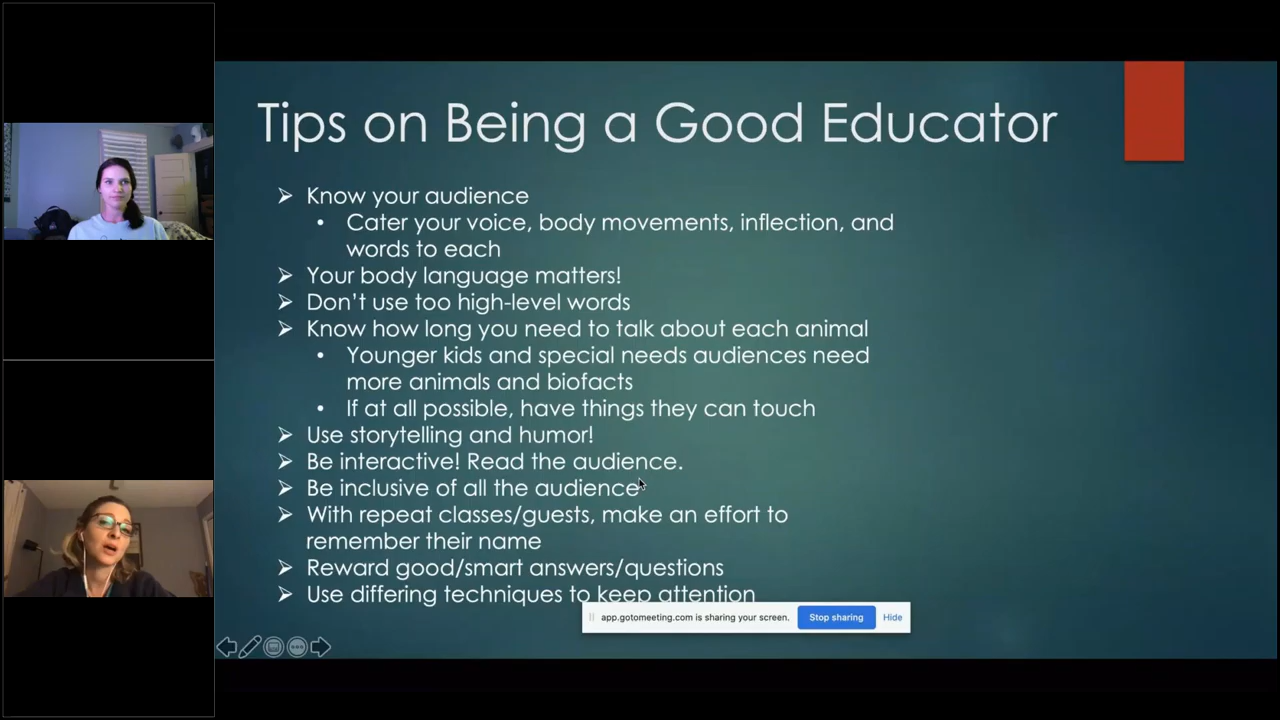 Tips on Being a Good Educator
Know your audience
Cater your voice, body movements, inflection, and
words to each
Your body language matters!
Don't use too high-level words
Know how long you need to talk about each animal
Younger kids and special needs audiences need
more animals and biofacts
If at all possible, have things they can touch
Use storytelling and humor!
Be interactive! Read the audience.
Be inclusive of all the audience
With repeat classes/guests, make an effort to
remember their name
Reward good/smart answers/questions
Use differing techniques to keep attention
app.gotomeeting.com is sharing your screen. Stop sharing Hide